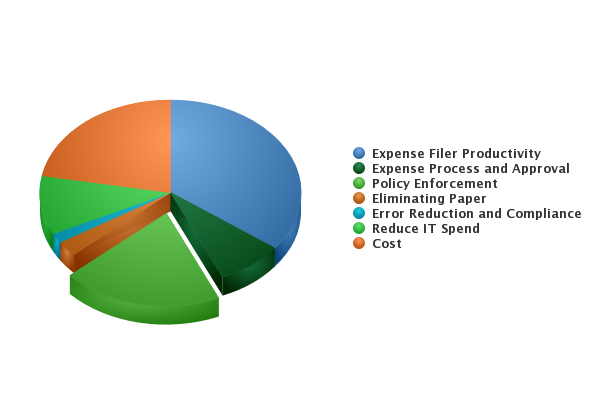 Expense Filer Productivity
Expense Process and Approval
Policy Enforcement
Eliminating Paper
Error Reduction and Compliance
Reduce IT Spend
Cost